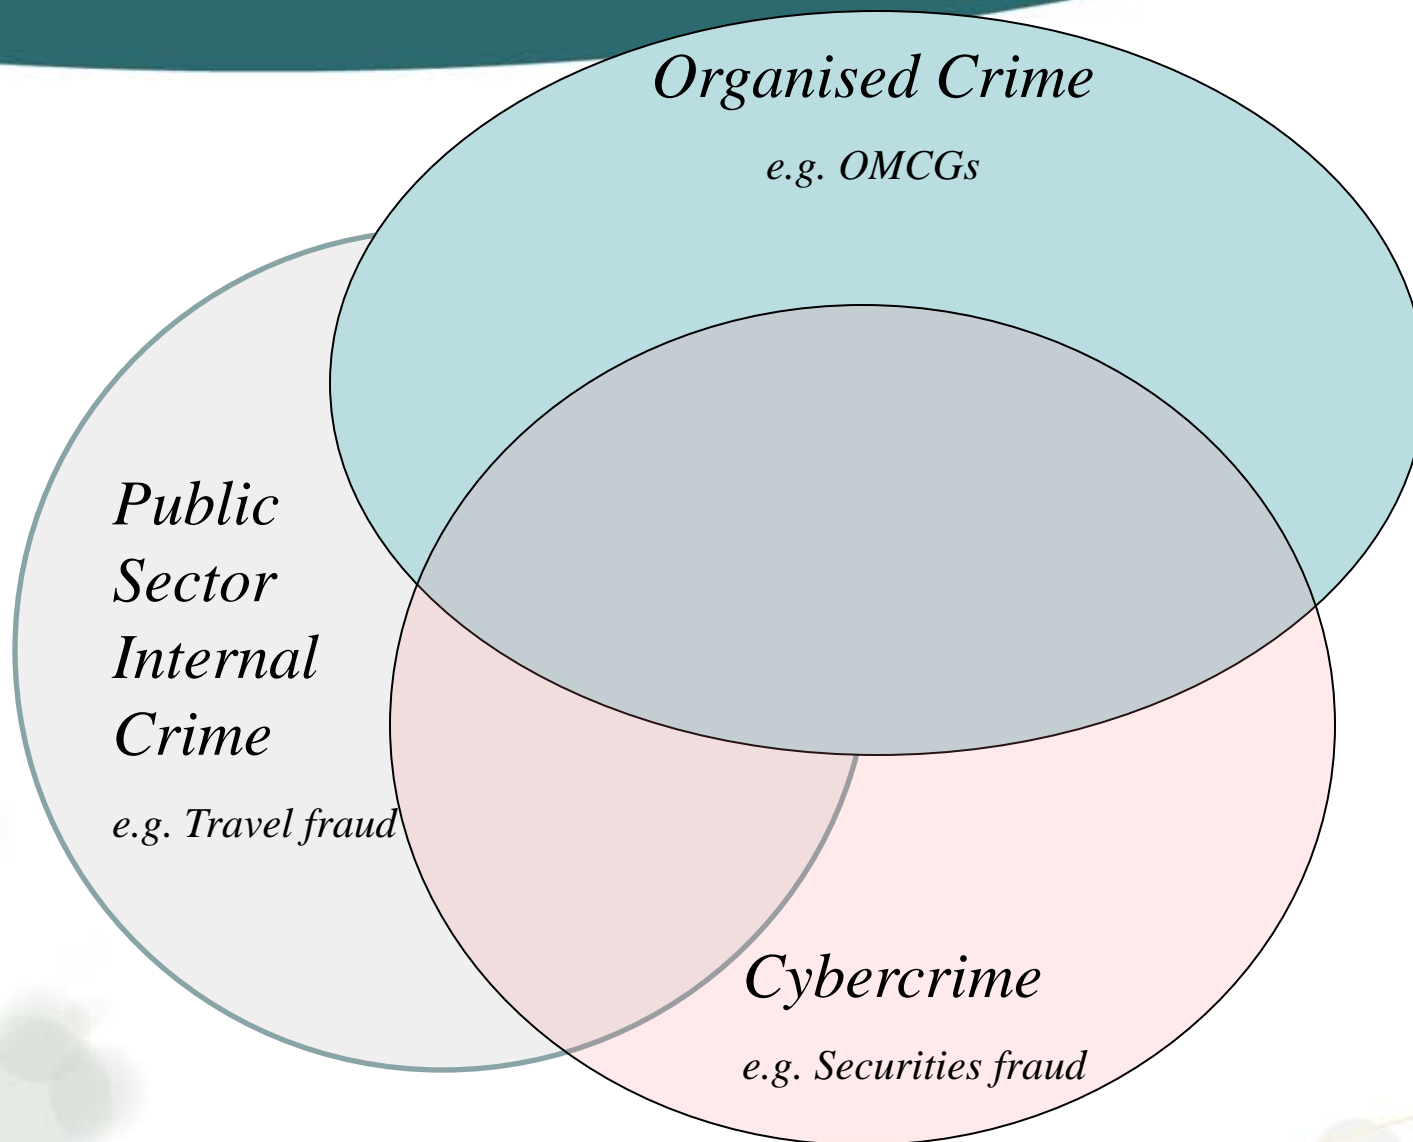 Organised Crime
e.g. OMCGs
Public
Sector
Internal
Crime
e.g. Travel fraud
Cybercrime
e.g. Securities fraud